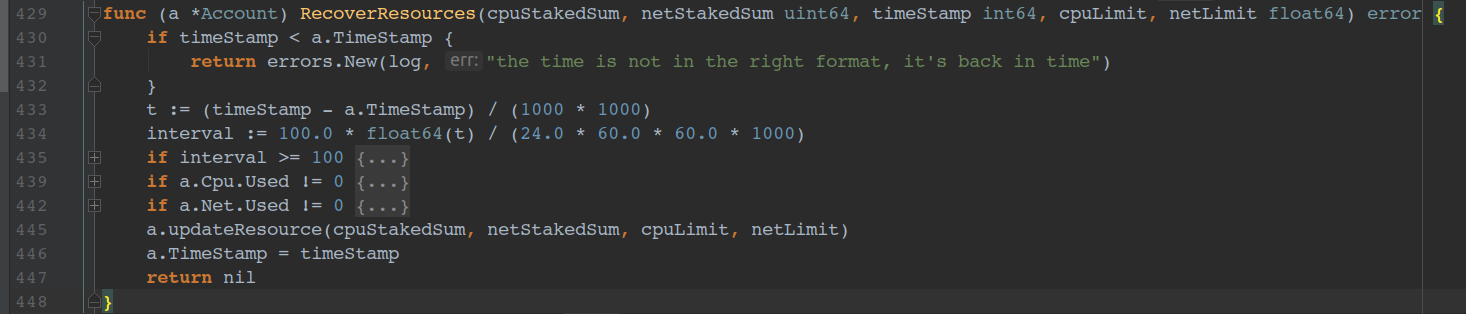 429 func (a *Account) RecoverResources(cpuStakedSum, netStakedSum uint64, timeStamp int64, cpuLimit, netLimit float64) error {
430     if timeStamp < a.TimeStamp {
431         return errors.New(log, err: "the time is not in the right format, it's back in time")
432     }
433     t := (timeStamp - a.TimeStamp) / (1000 * 1000)
434     interval := 100.0 * float64(t) / (24.0 * 60.0 * 60.0 * 1000)
435     if interval >= 100 {...}
439     if a.Cpu.Used != 0 {...}
442     if a.Net.Used != 0 {...}
445     a.updateResource(cpuStakedSum, netStakedSum, cpuLimit, netLimit)
446     a.TimeStamp = timeStamp
447     return nil
448 }